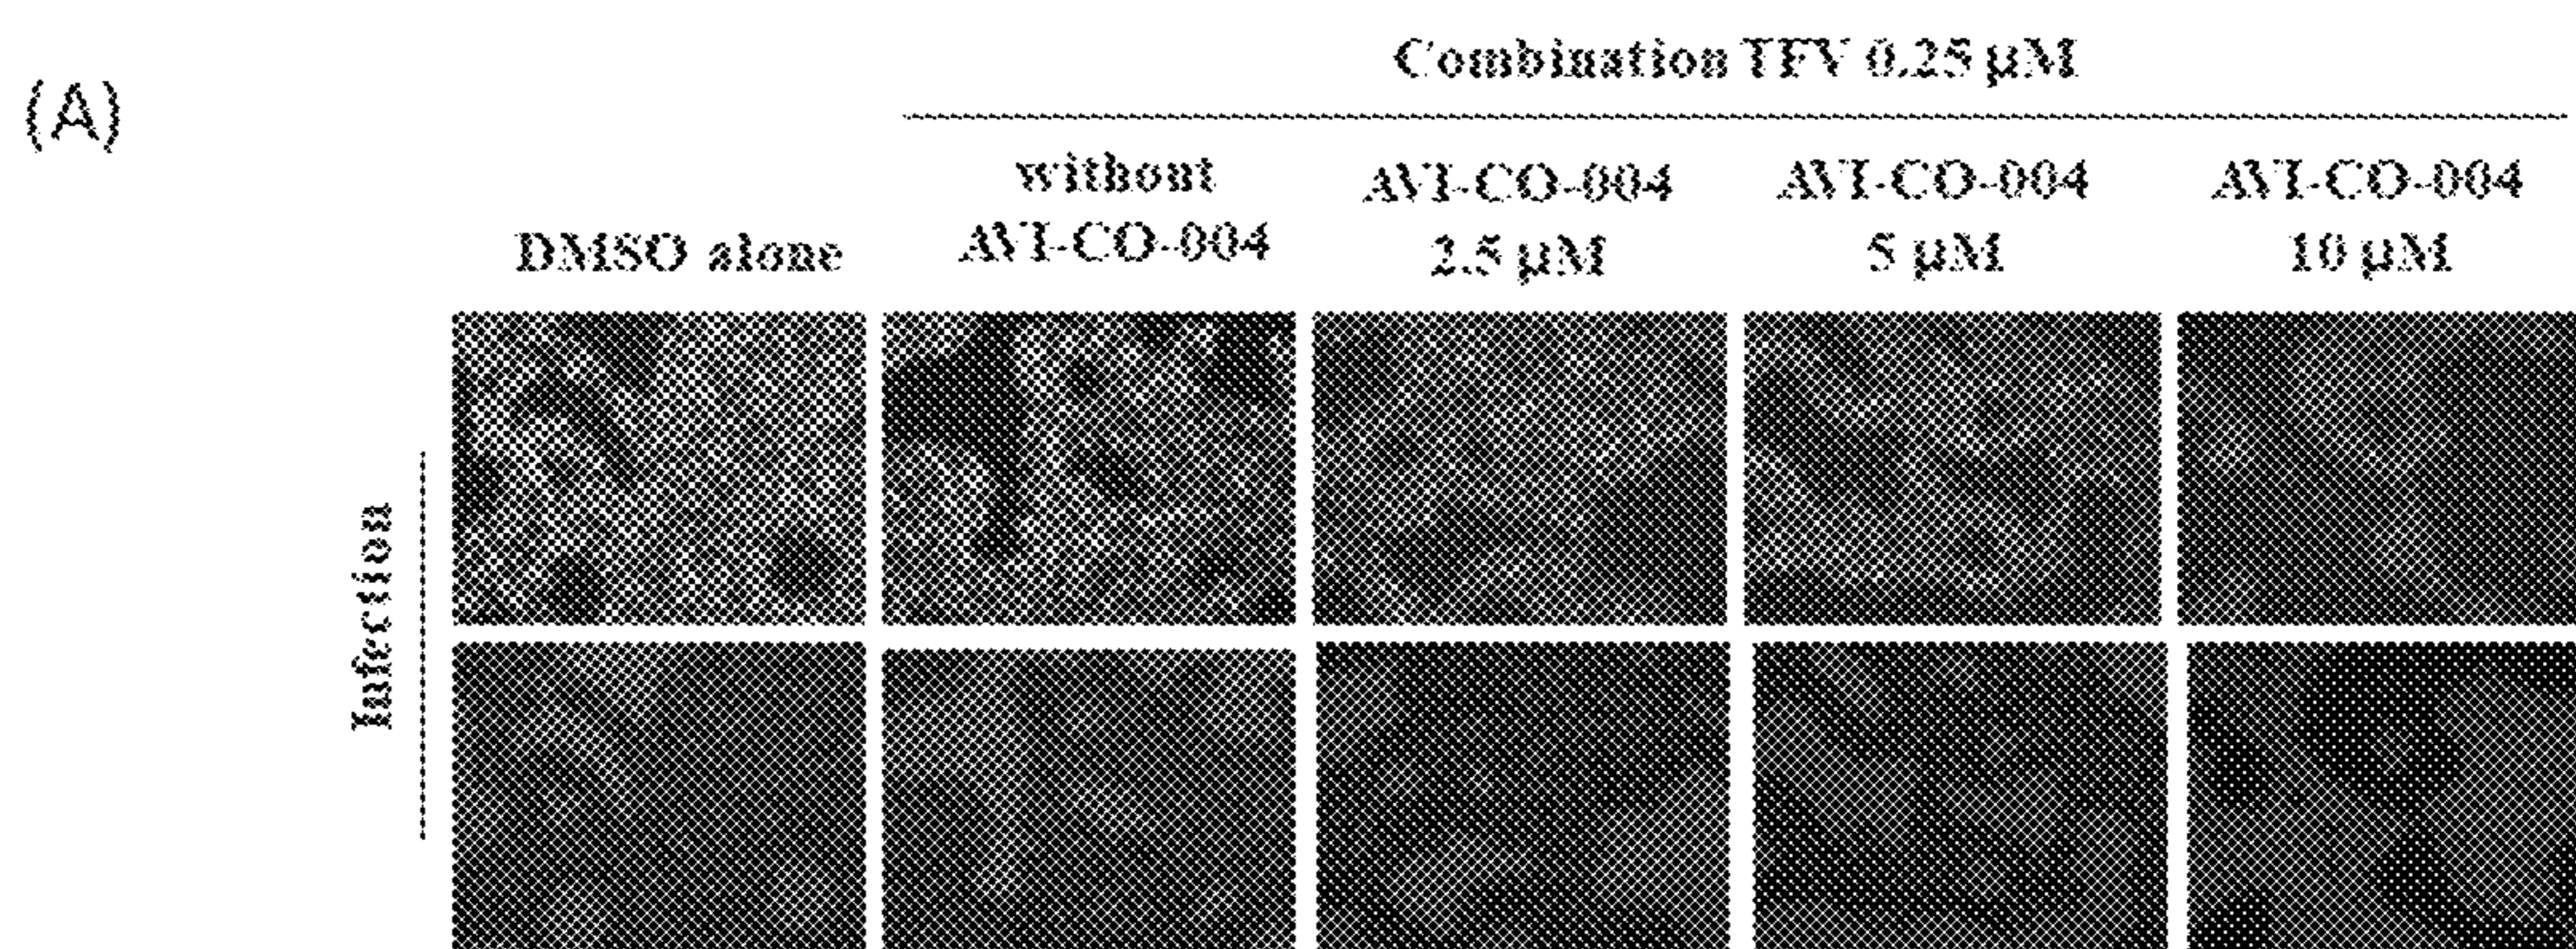 (A)
Combination TFV 0.25 µM
DMSO alone
without
AVI-CO-004
AVI-CO-004
2.5 µM
AVI-CO-004
5 µM
AVI-CO-004
10 µM
Infection